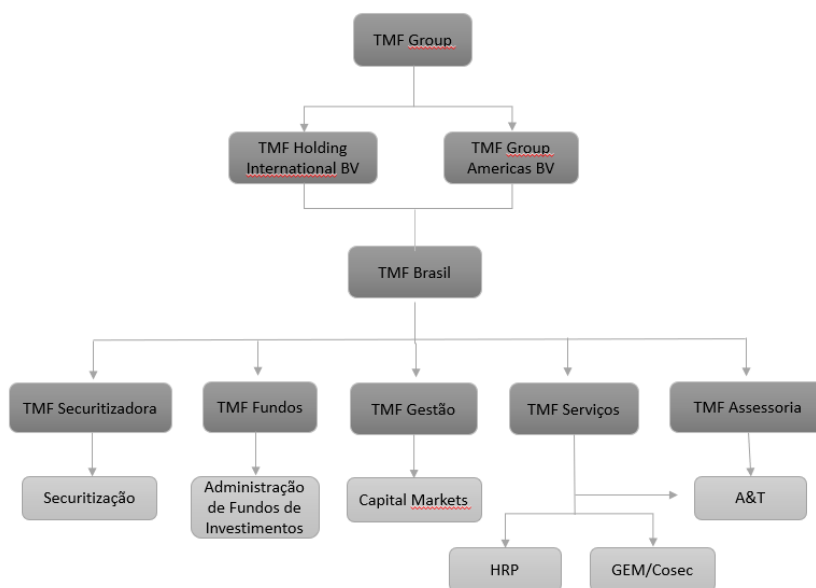 TMF Group
TMF Holding
International BV
TMF Group
Americas BV
TMF Brasil
TMF Securitizadora
TMF Fundos
TMF Gestão
TMF Serviços
TMF Assessoria
Securitização
Administração
de Fundos de
Investimentos
Capital Markets
A&T
HRP
GEM/Cosec